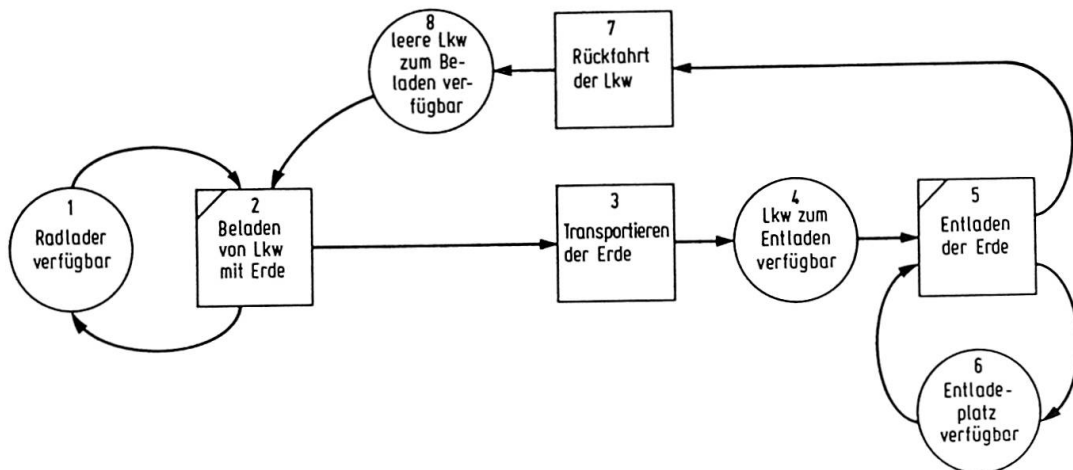 1
Radlader
verfügbar
2
Beladen
von Lkw
mit Erde
3
Transportieren
der Erde
4
Lkw zum
Entladen
verfügbar
5
Entladen
der Erde
6
Entlade-
platz
verfügbar
7
Rückfahrt
der Lkw
8
leere Lkw
zum Be-
laden ver-
fügbar